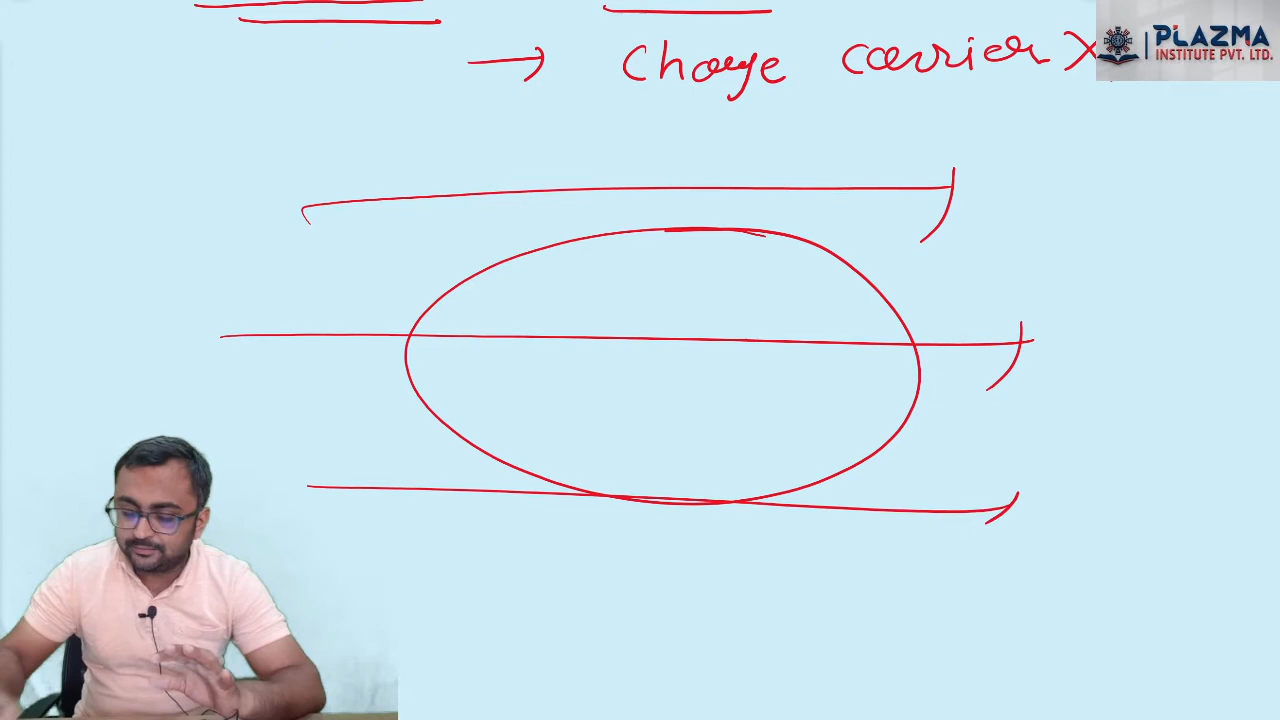 → Charge carrier X
PLAZMA
INSTITUTE PVT. LTD.